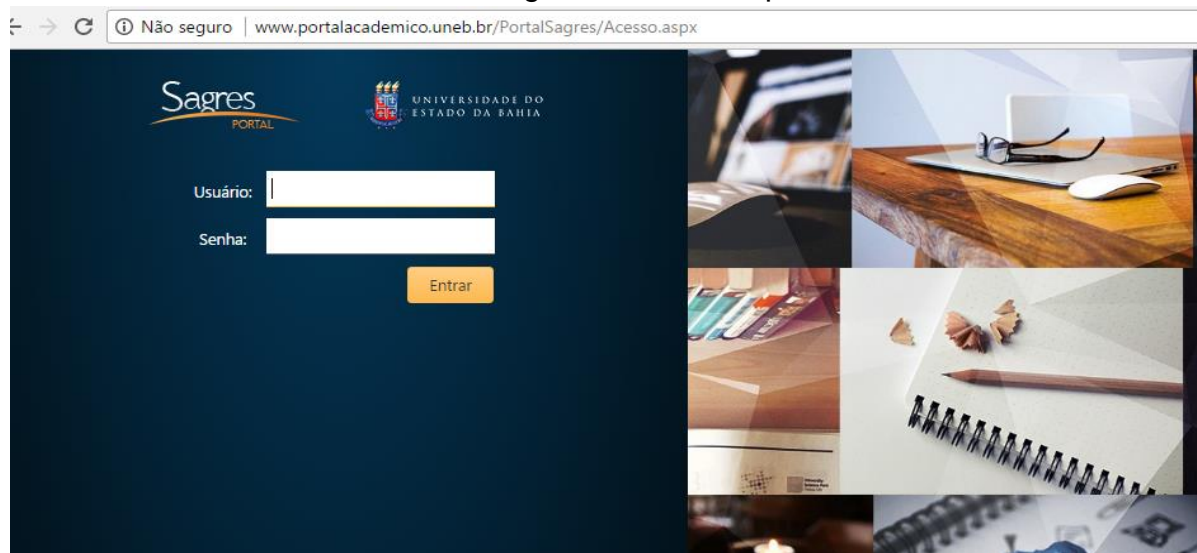 Não seguro | www.portalacademico.uneb.br/PortalSagres/Acesso.aspx
Sagres
PORTAL
UNIVERSIDADE DO
ESTADO DA BAHIA
Usuário:
Senha:
Entrar